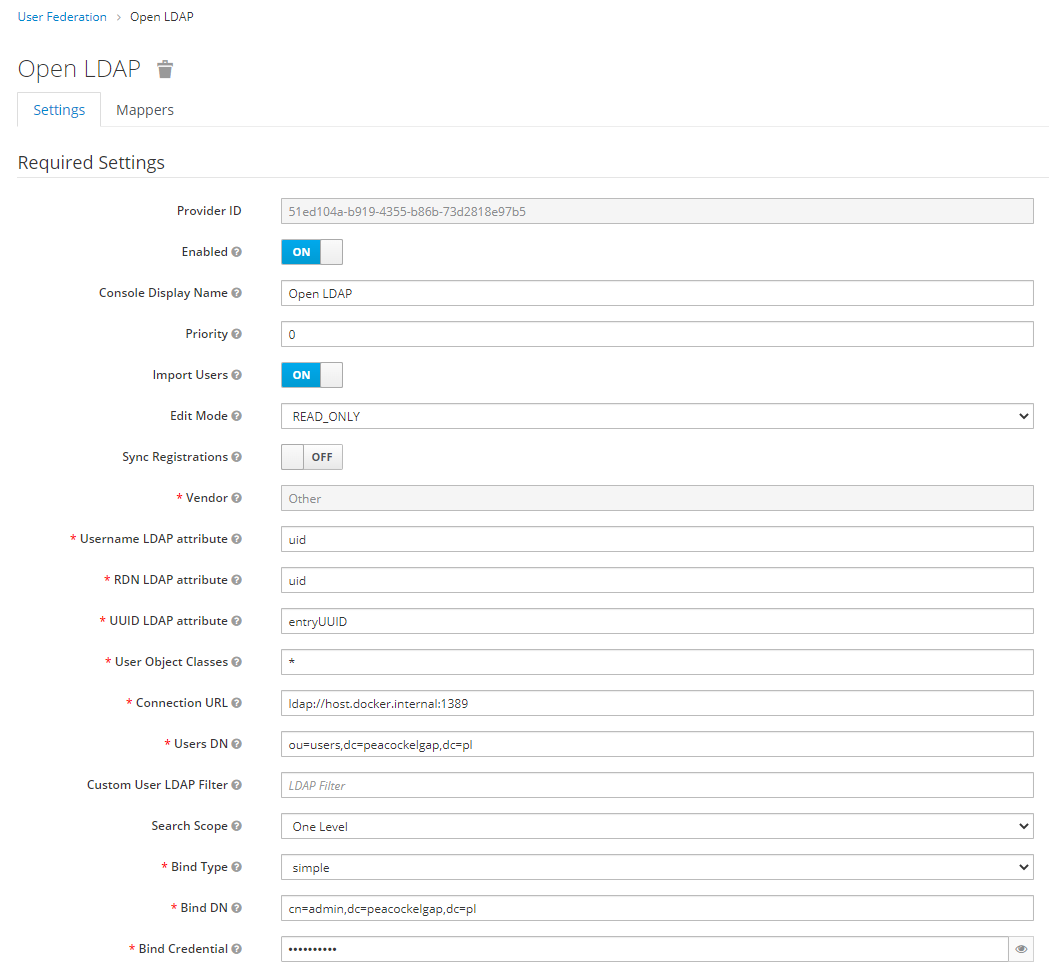 User Federation > Open LDAP
Open LDAP
Settings Mappers
Required Settings
Provider ID 51ed104a-b919-4355-b86b-73d2818e97b5
Enabled ON
Console Display Name Open LDAP
Priority 0
Import Users ON
Edit Mode READ_ONLY
Sync Registrations OFF
* Vendor Other
* Username LDAP attribute uid
* RDN LDAP attribute uid
* UUID LDAP attribute entryUUID
* User Object Classes *
* Connection URL ldap://host.docker.internal:1389
* Users DN ou=users,dc=peacockelgap,dc=pl
Custom User LDAP Filter LDAP Filter
Search Scope One Level
* Bind Type simple
* Bind DN cn=admin,dc=peacockelgap,dc=pl
* Bind Credential ••••••••••